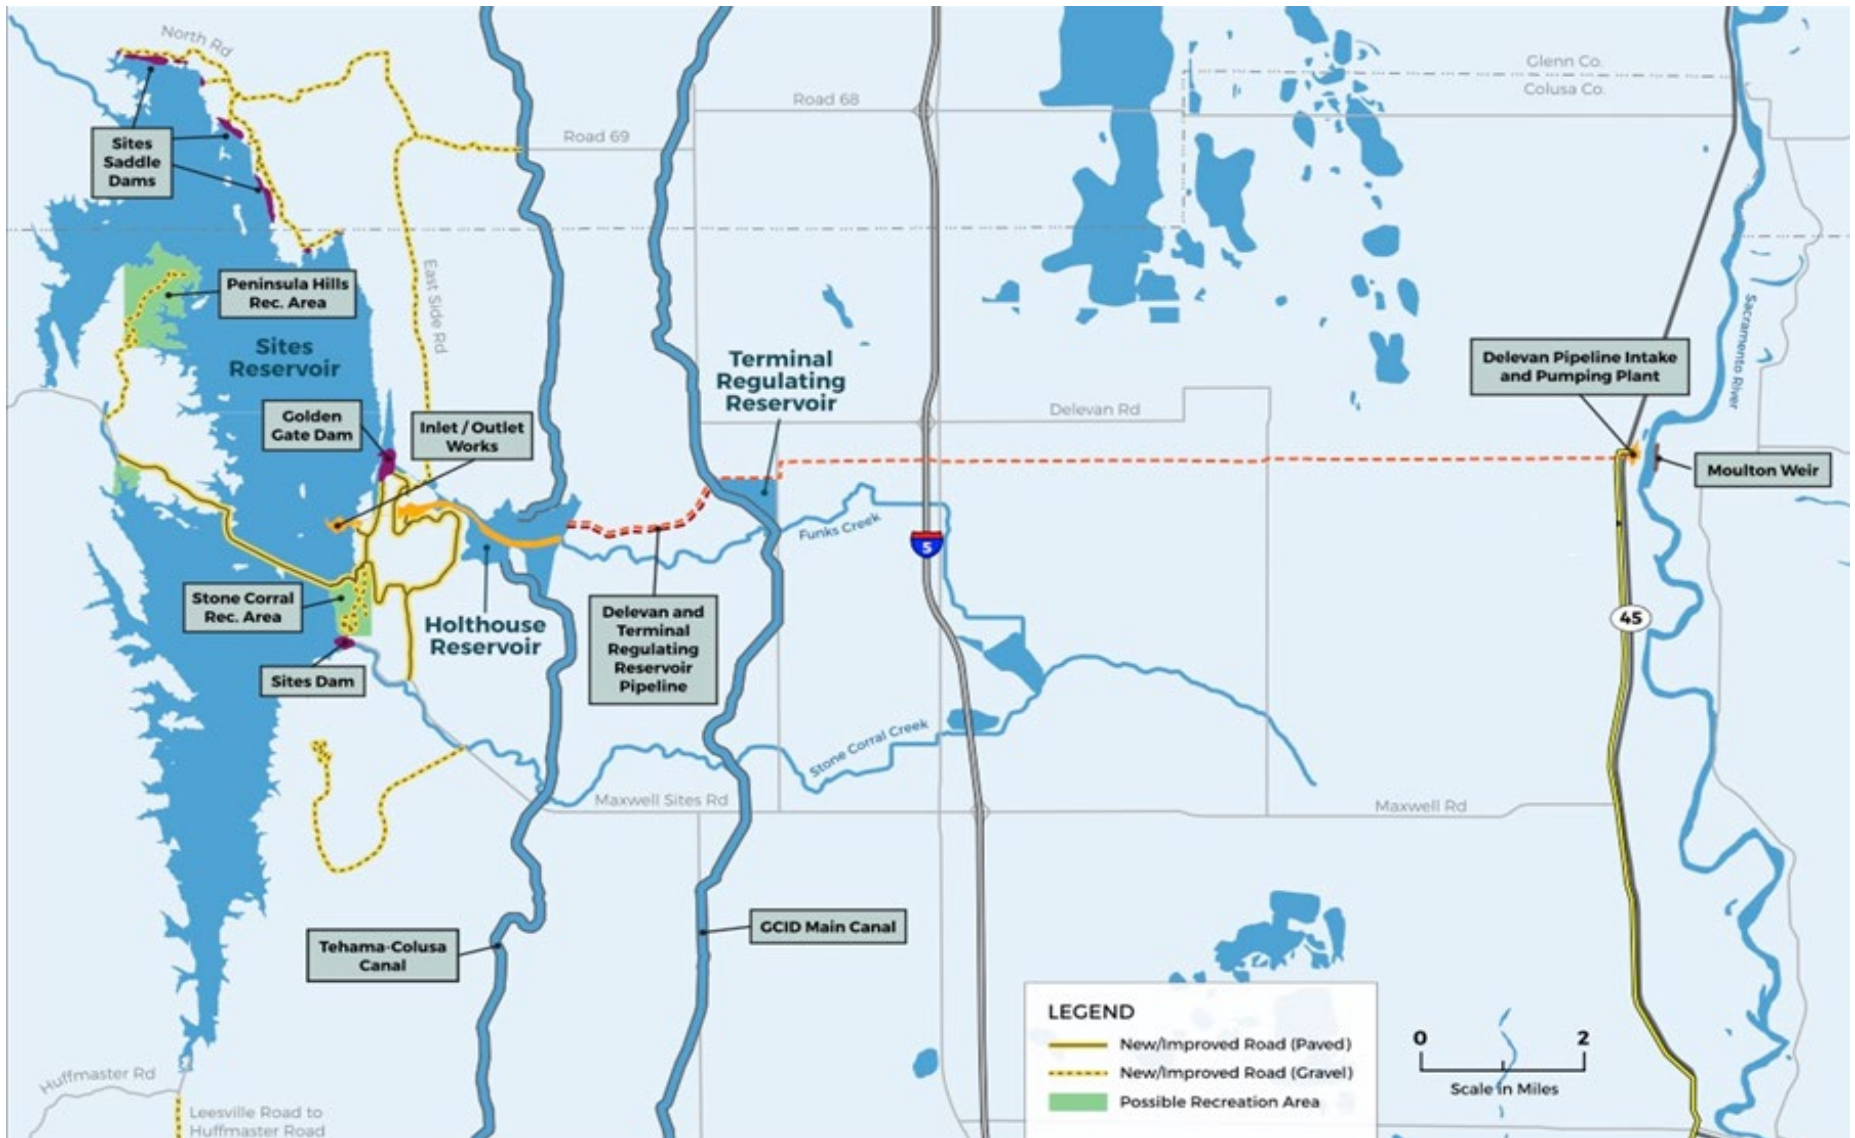 North Rd
Glenn Co.
Colusa Co.
Road 68
Road 69
Sites
Saddle
Dams
East Side Rd
Peninsula Hills
Rec. Area
Sites
Reservoir
Sacramento River
Terminal
Regulating
Reservoir
Delevan Pipeline Intake
and Pumping Plant
Golden
Gate Dam
Inlet / Outlet
Works
Delevan Rd
Moulton Weir
Funks Creek
5
Stone Corral
Rec. Area
Holthouse
Reservoir
Delevan and
Terminal
Regulating
Reservoir
Pipeline
45
Sites Dam
Stone Corral Creek
Maxwell Sites Rd
Maxwell Rd
Tehama-Colusa
Canal
GCID Main Canal
LEGEND
New/Improved Road (Paved)
New/Improved Road (Gravel)
Possible Recreation Area
0 2
Scale in Miles
Huffmaster Rd
Leesville Road to
Huffmaster Road